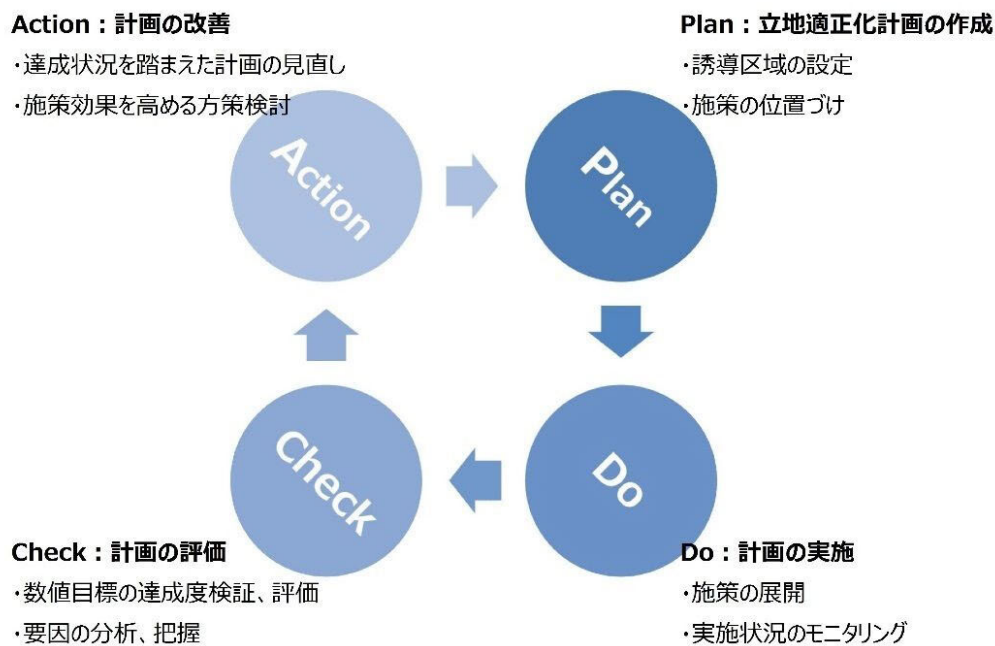 Action：計画の改善
・達成状況を踏まえた計画の見直し
・施策効果を高める方策検討
Plan：立地適正化計画の作成
・誘導区域の設定
・施策の位置づけ
Action
Plan
Check
Do
Check：計画の評価
・数値目標の達成度検証、評価
・要因の分析、把握
Do：計画の実施
・施策の展開
・実施状況のモニタリング